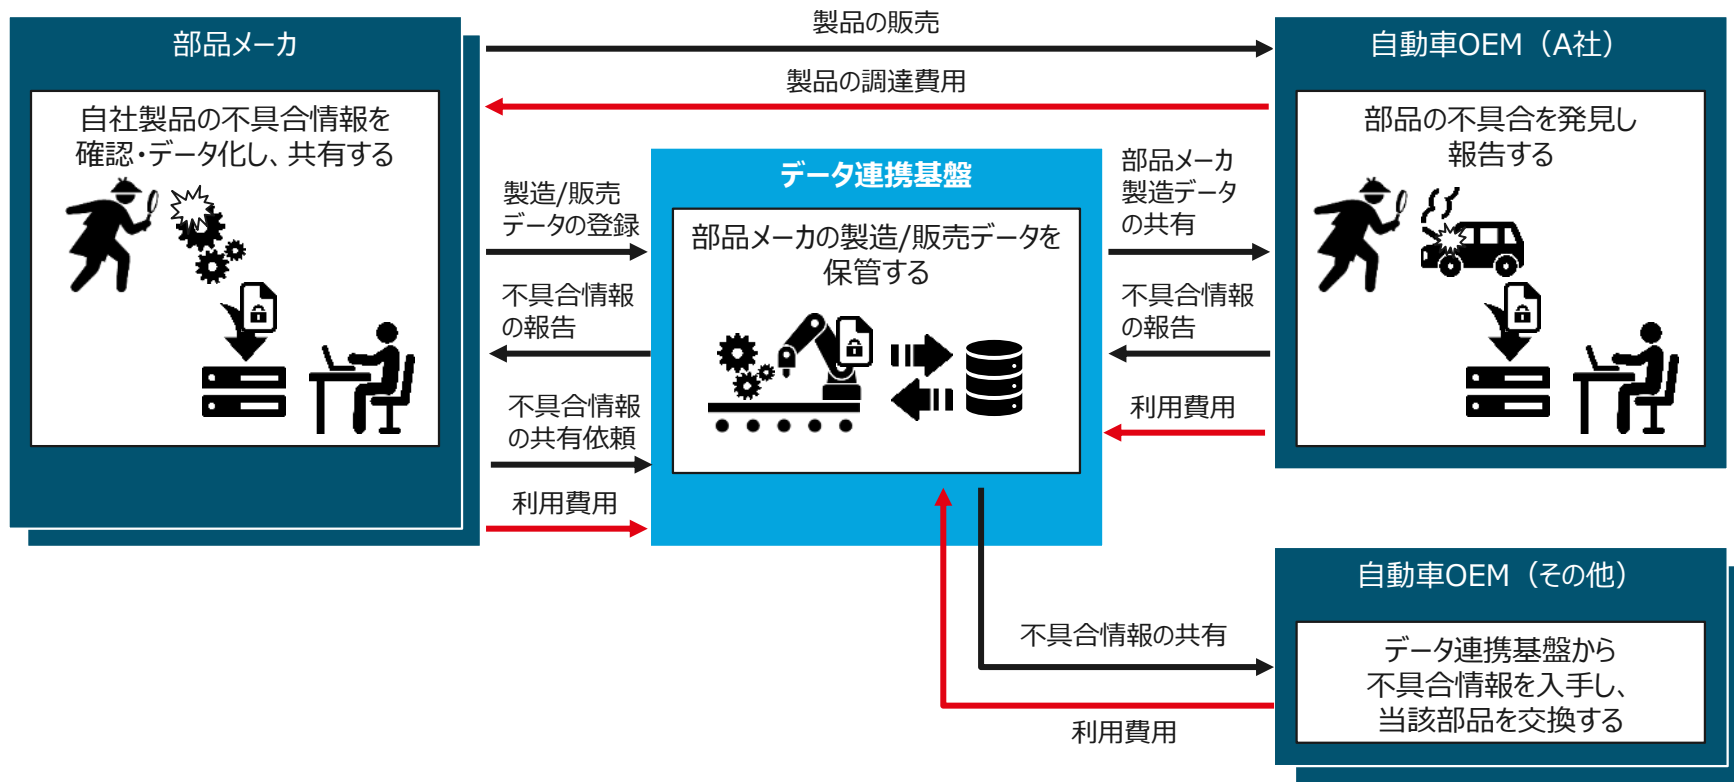 部品メーカ
自社製品の不具合情報を
確認・データ化し、共有する
製品の販売
製品の調達費用
自動車OEM（A社）
部品の不具合を発見し
報告する
製造/販売
データの登録
不具合情報
の報告
不具合情報
の共有依頼
利用費用
データ連携基盤
部品メーカの製造/販売データを
保管する
部品メーカ
製造データ
の共有
不具合情報
の報告
利用費用
不具合情報の共有
利用費用
自動車OEM（その他）
データ連携基盤から
不具合情報を入手し、
当該部品を交換する